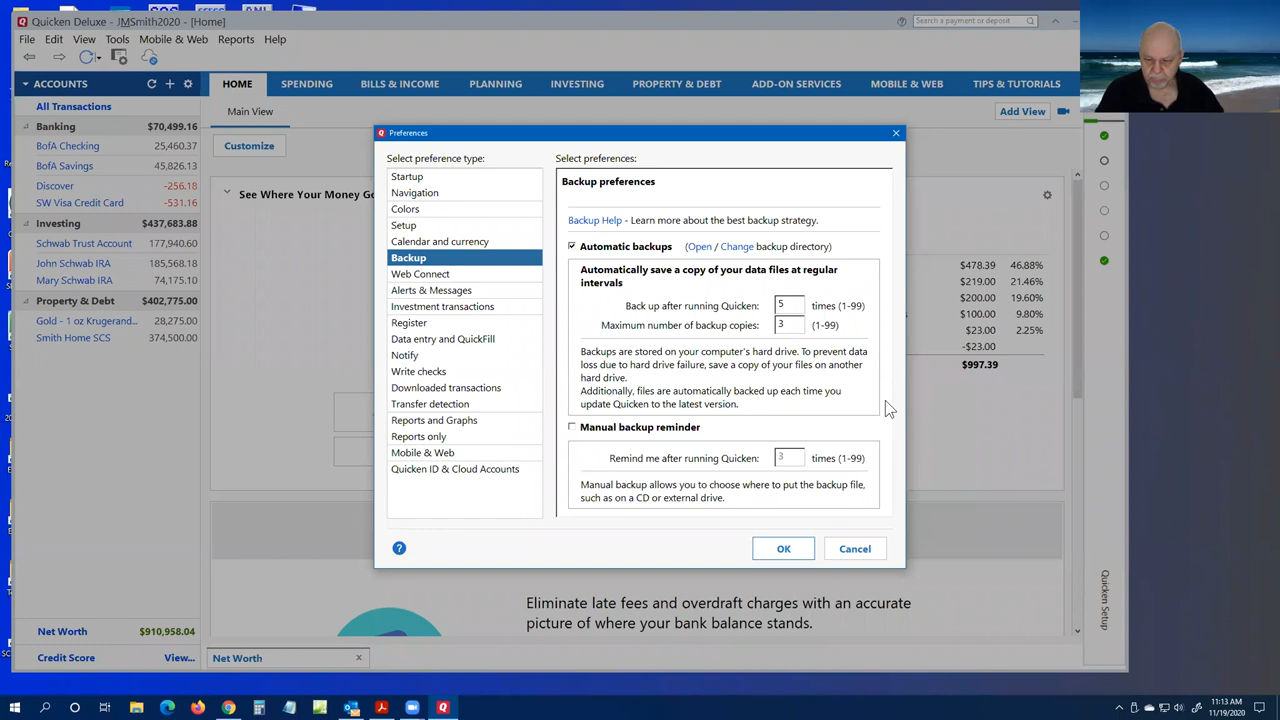 Quicken Deluxe - JMSmith2020 - [Home]
Search a payment or deposit
File Edit View Tools Mobile & Web Reports Help
ACCOUNTS
HOME SPENDING BILLS & INCOME PLANNING INVESTING PROPERTY & DEBT ADD-ON SERVICES MOBILE & WEB TIPS & TUTORIALS
All Transactions
Banking $70,499.16
BofA Checking 25,460.37
BofA Savings 45,826.13
Discover -256.18
SW Visa Credit Card -531.16
Investing $437,683.88
Schwab Trust Account 177,940.60
John Schwab IRA 185,568.18
Mary Schwab IRA 74,175.10
Property & Debt $402,775.00
Gold - 1 oz Krugerand... 28,275.00
Smith Home SCS 374,500.00
Net Worth $910,958.04
Credit Score View...
Main View
Add View
Customize
See Where Your Money Go
$478.39 46.88%
$219.00 21.46%
$200.00 19.60%
$100.00 9.80%
$23.00 2.25%
-$23.00
$997.39
Preferences
Select preference type:
Startup
Navigation
Colors
Setup
Calendar and currency
Backup
Web Connect
Alerts & Messages
Investment transactions
Register
Data entry and QuickFill
Notify
Write checks
Downloaded transactions
Transfer detection
Reports and Graphs
Reports only
Mobile & Web
Quicken ID & Cloud Accounts
Select preferences:
Backup preferences
Backup Help - Learn more about the best backup strategy.
Automatic backups (Open / Change backup directory)
Automatically save a copy of your data files at regular
intervals
Back up after running Quicken: 5 times (1-99)
Maximum number of backup copies: 3 (1-99)
Backups are stored on your computer's hard drive. To prevent data
loss due to hard drive failure, save a copy of your files on another
hard drive.
Additionally, files are automatically backed up each time you
update Quicken to the latest version.
Manual backup reminder
Remind me after running Quicken: 3 times (1-99)
Manual backup allows you to choose where to put the backup file,
such as on a CD or external drive.
OK
Cancel
Eliminate late fees and overdraft charges with an accurate
picture of where your bank balance stands.
Net Worth
Quicken Setup
11:13 AM
11/19/2020